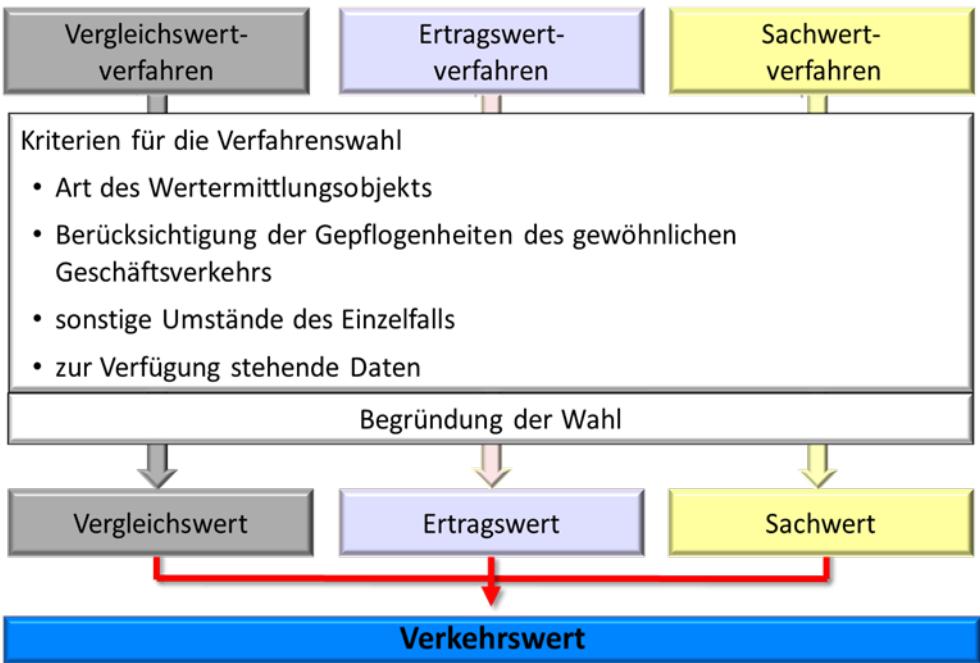 Vergleichswert-
verfahren
Ertragswert-
verfahren
Sachwert-
verfahren
Kriterien für die Verfahrenswahl
• Art des Wertermittlungsobjekts
• Berücksichtigung der Gepflogenheiten des gewöhnlichen
Geschäftsverkehrs
• sonstige Umstände des Einzelfalls
• zur Verfügung stehende Daten
Begründung der Wahl
Vergleichswert
Ertragswert
Sachwert
Verkehrswert